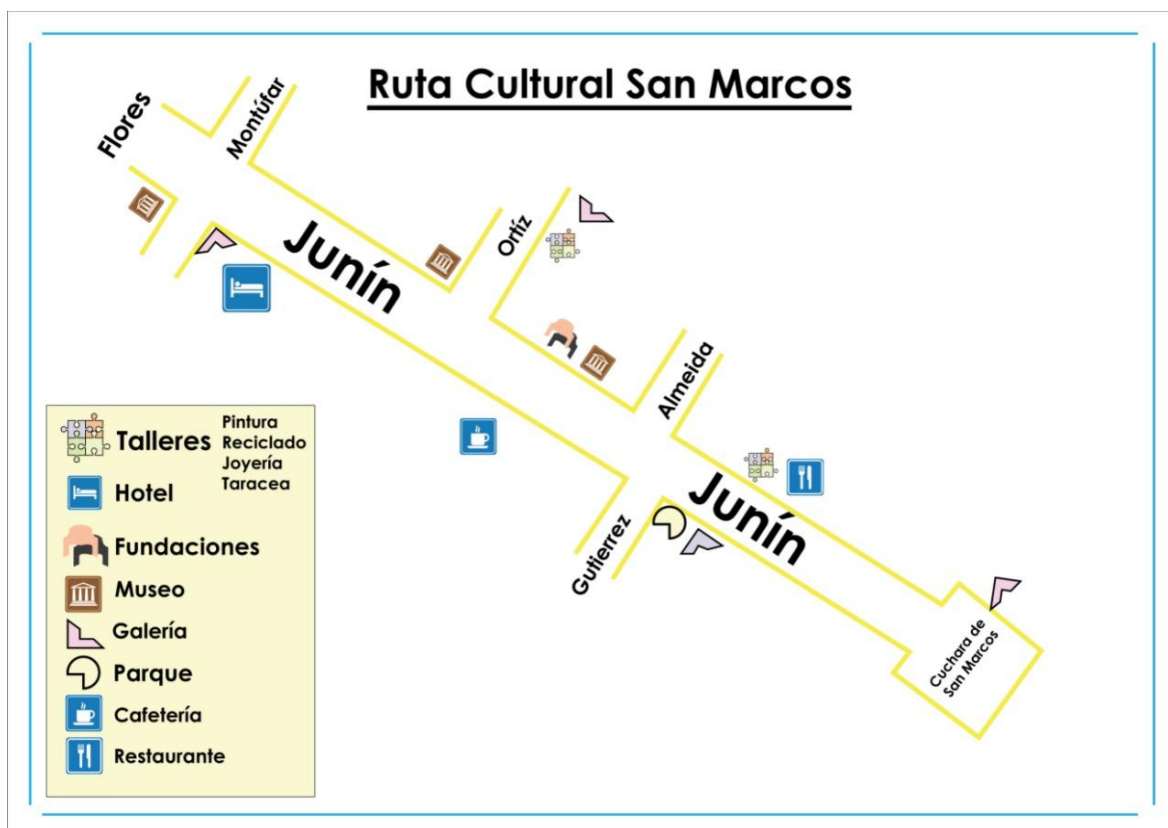 Ruta Cultural San Marcos
Flores
Montúfar
Junín
Ortíz
Almeida
Gutierrez
Junín
Cuchara de
San Marcos
Talleres
Pintura
Reciclado
Joyería
Taracea
Hotel
Fundaciones
Museo
Galería
Parque
Cafetería
Restaurante